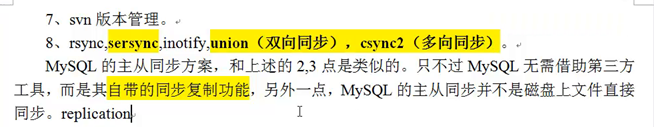 7、svn 版本管理。
8、rsync,sersync,inotify,union（双向同步），csync2（多向同步）。
MySQL 的主从同步方案，和上述的 2,3 点是类似的。只不过 MySQL 无需借助第三方
工具，而是其自带的同步复制功能，另外一点，MySQL 的主从同步并不是磁盘上文件直接
同步。replication